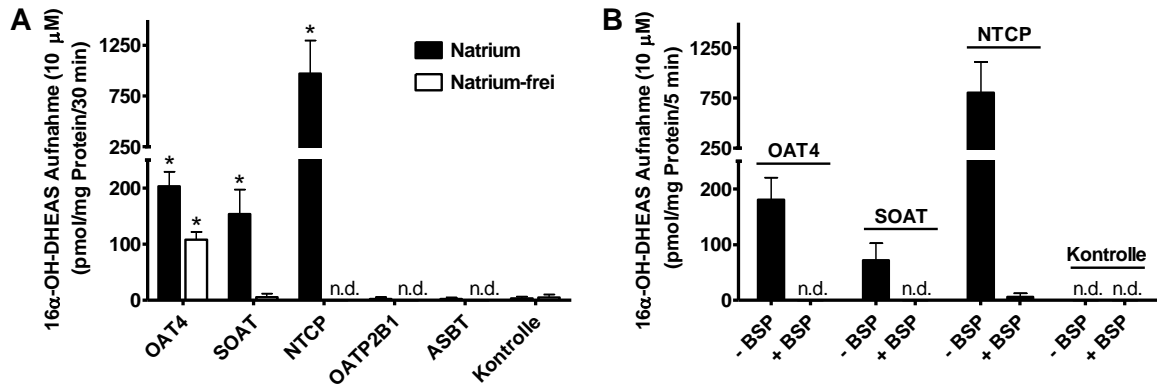 A
16α-OH-DHEAS Aufnahme (10 μM)
(pmol/mg Protein/30 min)
1250
750
250
200
100
0
Natrium
Natrium-frei
*
*
*
*
n.d.
n.d.
n.d.
OAT4
SOAT
NTCP
OATP2B1
ASBT
Kontrolle
B
16α-OH-DHEAS Aufnahme (10 μM)
(pmol/mg Protein/5 min)
1250
750
250
200
100
0
OAT4
SOAT
NTCP
Kontrolle
n.d.
n.d.
n.d.
n.d.
- BSP
+ BSP
- BSP
+ BSP
- BSP
+ BSP
- BSP
+ BSP